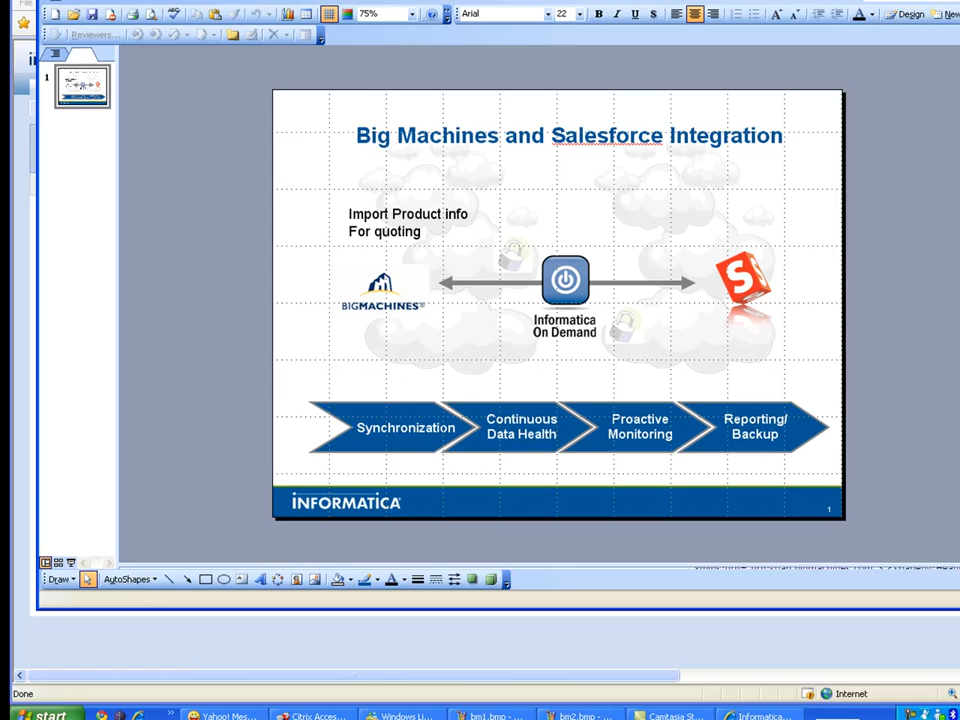 75%
Arial
22
B I U S
A A
A
Design
New
Reviewers...
1
Big Machines and Salesforce Integration
Import Product info
For quoting
BIGMACHINES
S
Informatica
On Demand
Synchronization
Continuous
Data Health
Proactive
Monitoring
Reporting/
Backup
INFORMATICA
1
Draw
AutoShapes
A
A
Done
Internet
start
Yahoo! Mes...
Citrix Acces...
Windows Li...
bm1.bmp - ...
bm2.bmp - ...
Camtasia St...
Informatica...